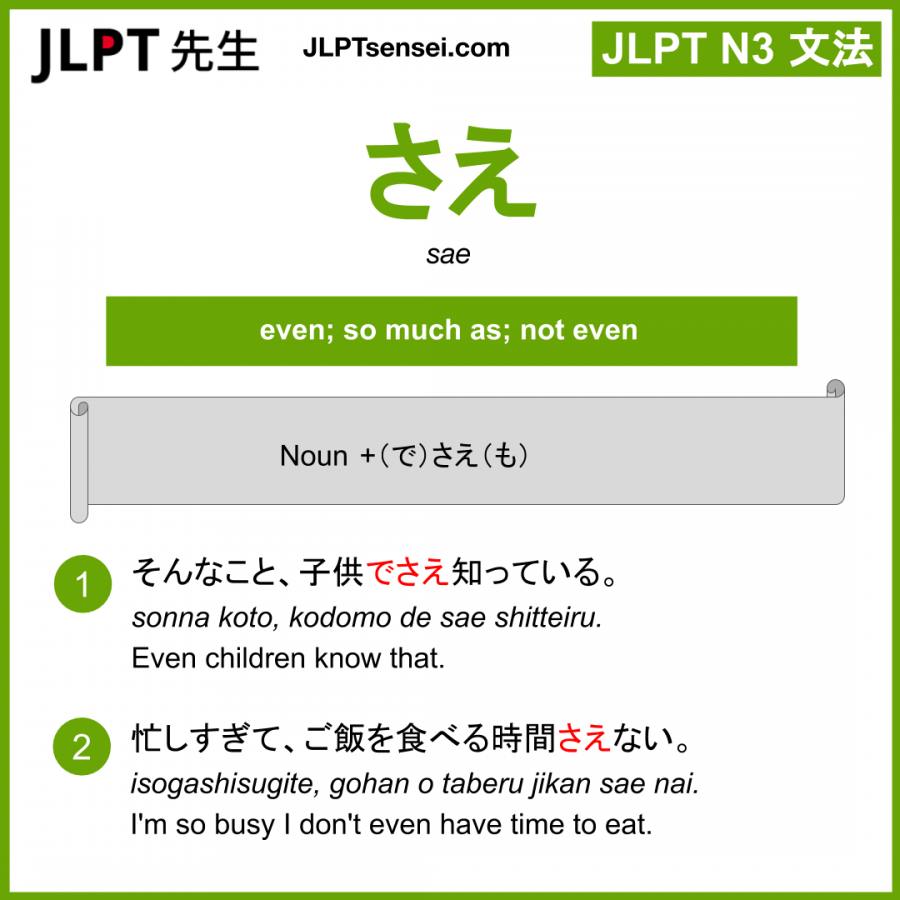 JLPT 先生
JLPTsensei.com
JLPT N3 文法
さえ
sae
even; so much as; not even
Noun +（で）さえ（も）
1
そんなこと、子供でさえ知っている。
sonna koto, kodomo de sae shitteiru.
Even children know that.
2
忙しすぎて、ご飯を食べる時間さえない。
isogashisugite, gohan o taberu jikan sae nai.
I'm so busy I don't even have time to eat.